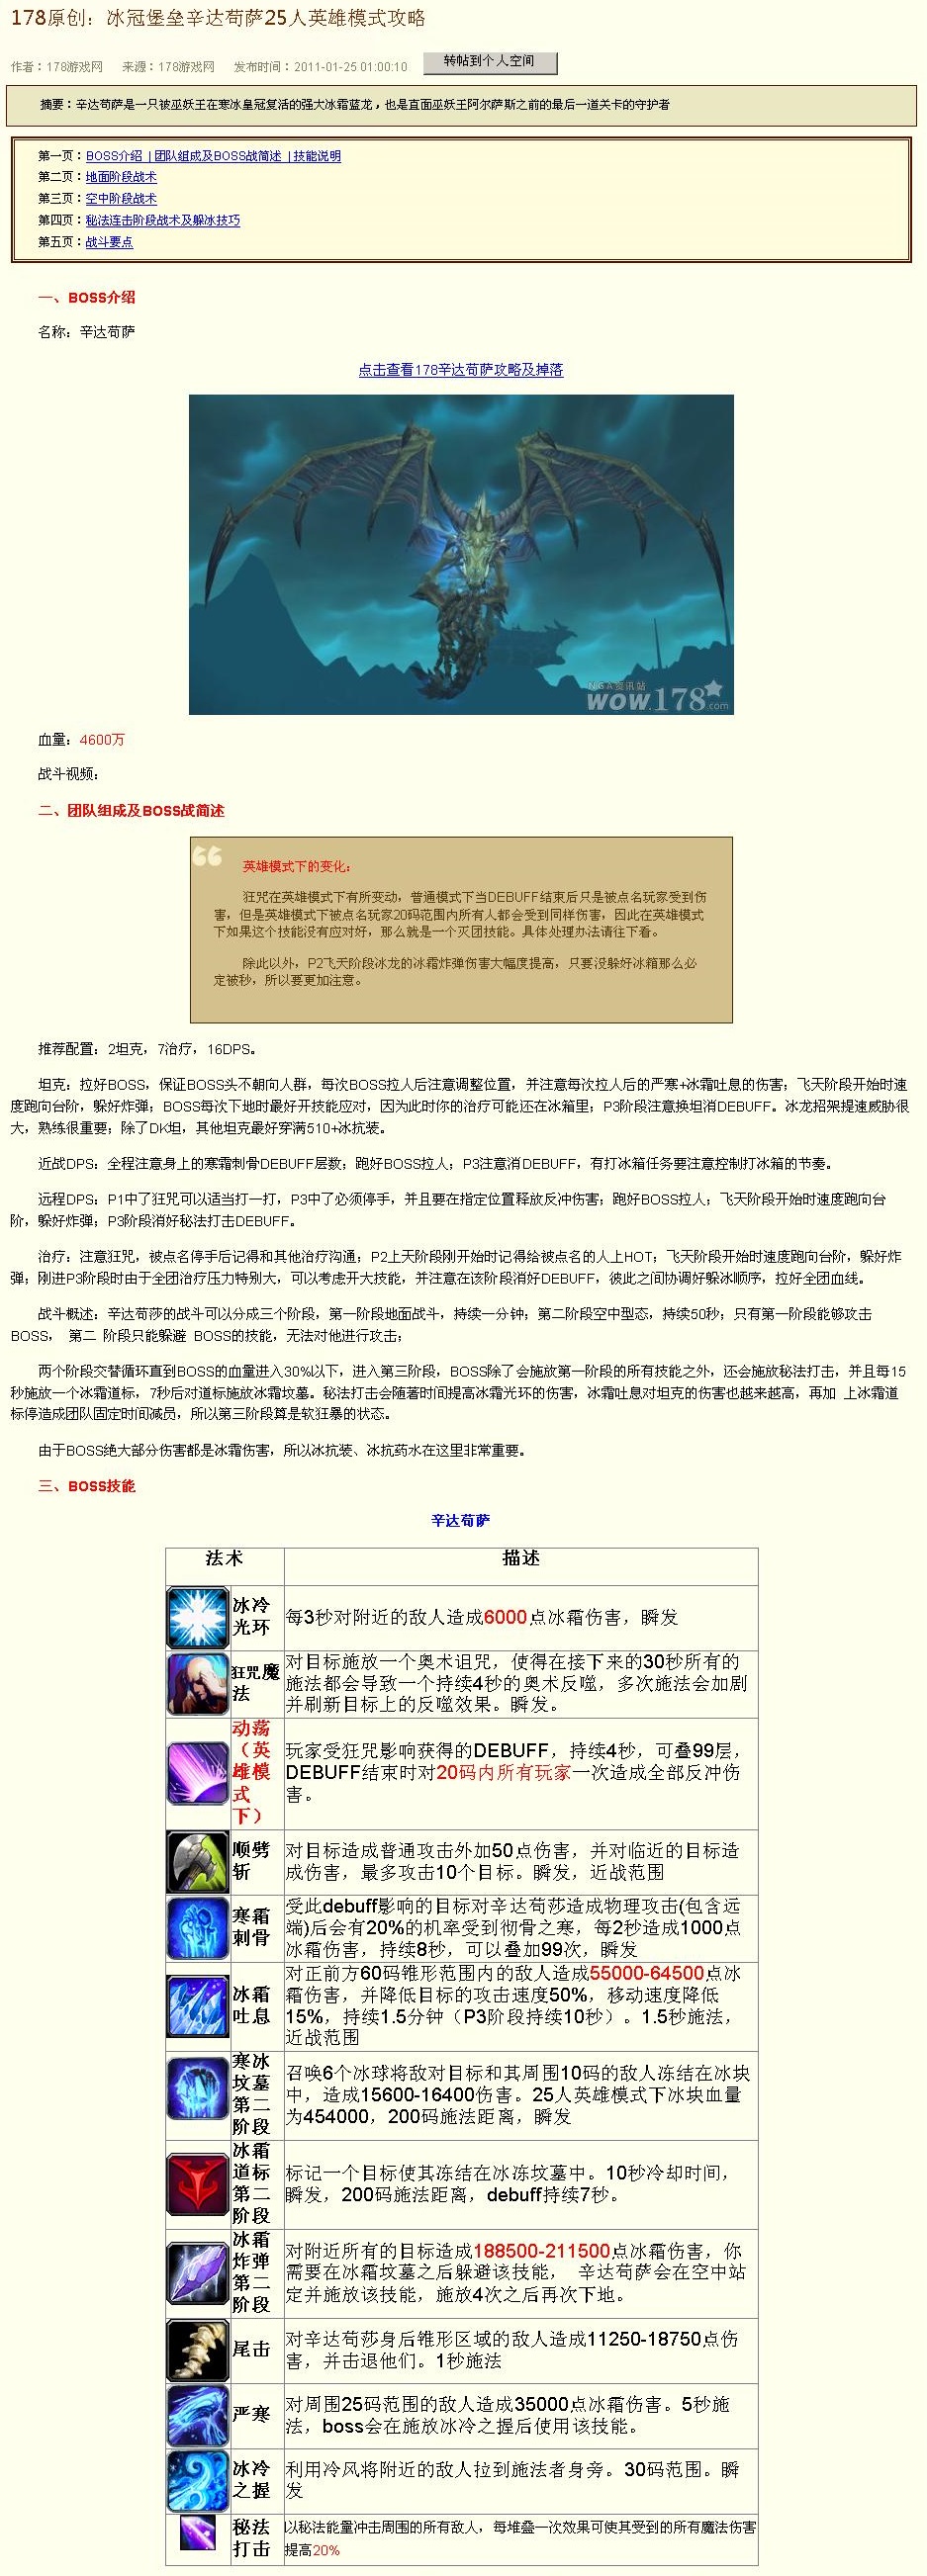 178原创：冰冠堡垒辛达苟萨25人英雄模式攻略
作者：178游戏网 来源：178游戏网 发布时间：2011-01-25 01:00:10 转帖到个人空间
摘要：辛达苟萨是一只被巫妖王在寒冰皇冠复活的强大冰霜蓝龙，也是直面巫妖王阿尔萨斯之前的最后一道关卡的守护者
第一页：BOSS介绍 | 团队组成及BOSS战简述 | 技能说明
第二页：地面阶段战术
第三页：空中阶段战术
第四页：秘法连击阶段战术及躲冰技巧
第五页：战斗要点
一、BOSS介绍
名称：辛达苟萨
点击查看178辛达苟萨攻略及掉落
NGA资讯站
wow.178.com
血量：4600万
战斗视频：
二、团队组成及BOSS战简述
英雄模式下的变化：
狂咒在英雄模式下有所变动，普通模式下当DEBUFF结束后只是被点名玩家受到伤
害，但是英雄模式下被点名玩家20码范围内所有人都会受到同样伤害，因此在英雄模式
下如果这个技能没有应对好，那么就是一个灭团技能。具体处理办法请往下看。
除此以外，P2飞天阶段冰龙的冰霜炸弹伤害大幅度提高，只要没躲好冰箱那么必
定被秒，所以要更加注意。
推荐配置：2坦克，7治疗，16DPS。
坦克：拉好BOSS，保证BOSS头不朝向人群，每次BOSS拉人后注意调整位置，并注意每次拉人后的严寒+冰霜吐息的伤害；飞天阶段开始时速
度跑向台阶，躲好炸弹；BOSS每次下地时最好开技能应对，因为此时你的治疗可能还在冰箱里；P3阶段注意换坦消DEBUFF。冰龙招架提速威胁很
大，熟练很重要；除了DK坦，其他坦克最好穿满510+冰抗装。
近战DPS：全程注意身上的寒霜刺骨DEBUFF层数；跑好BOSS拉人；P3注意消DEBUFF，有打冰箱任务要注意控制打冰箱的节奏。
远程DPS：P1中了狂咒可以适当打一打，P3中了必须停手，并且要在指定位置释放反冲伤害；跑好BOSS拉人；飞天阶段开始时速度跑向台
阶，躲好炸弹；P3阶段消好秘法打击DEBUFF。
治疗：注意狂咒，被点名停手后记得和其他治疗沟通；P2上天阶段刚开始时记得给被点名的人上HOT；飞天阶段开始时速度跑向台阶，躲好炸
弹；刚进P3阶段时由于全团治疗压力特别大，可以考虑开大技能，并注意在该阶段消好DEBUFF，彼此之间协调好躲冰顺序，拉好全团血线。
战斗概述：辛达苟莎的战斗可以分成三个阶段，第一阶段地面战斗，持续一分钟；第二阶段空中型态，持续50秒；只有第一阶段能够攻击
BOSS， 第二 阶段只能躲避 BOSS的技能，无法对他进行攻击；
两个阶段交替循环直到BOSS的血量进入30%以下，进入第三阶段，BOSS除了会施放第一阶段的所有技能之外，还会施放秘法打击，并且每15
秒施放一个冰霜道标，7秒后对道标施放冰霜坟墓。秘法打击会随著时间提高冰霜光环的伤害，冰霜吐息对坦克的伤害也越来越高，再加 上冰霜道
标停造成团队固定时间减员，所以第三阶段算是软狂暴的状态。
由于BOSS绝大部分伤害都是冰霜伤害，所以冰抗装、冰抗药水在这里非常重要。
三、BOSS技能
辛达苟萨
法术 描述
冰冷
光环
每3秒对附近的敌人造成6000点冰霜伤害，瞬发
狂咒魔
法
对目标施放一个奥术诅咒，使得在接下来的30秒所有的
施法都会导致一个持续4秒的奥术反噬，多次施法会加剧
并刷新目标上的反噬效果。瞬发。
动荡
（英
雄模
式
下）
玩家受狂咒影响获得的DEBUFF，持续4秒，可叠99层，
DEBUFF结束时对20码内所有玩家一次造成全部反冲伤
害。
顺劈
斩
对目标造成普通攻击外加50点伤害，并对临近的目标造
成伤害，最多攻击10个目标。瞬发，近战范围
寒霜
刺骨
受此debuff影响的目标对辛达苟莎造成物理攻击(包含远
端)后会有20%的机率受到彻骨之寒，每2秒造成1000点
冰霜伤害，持续8秒，可以叠加99次，瞬发
冰霜
吐息
对正前方60码锥形范围内的敌人造成55000-64500点冰
霜伤害，并降低目标的攻击速度50%，移动速度降低
15%，持续1.5分钟（P3阶段持续10秒）。1.5秒施法，
近战范围
寒冰
坟墓
第二
阶段
召唤6个冰球将敌对目标和其周围10码的敌人冻结在冰块
中，造成15600-16400伤害。25人英雄模式下冰块血量
为454000，200码施法距离，瞬发
冰霜
道标
第二
阶段
标记一个目标使其冻结在冰冻坟墓中。10秒冷却时间，
瞬发，200码施法距离，debuff持续7秒。
冰霜
炸弹
第二
阶段
对附近所有的目标造成188500-211500点冰霜伤害，你
需要在冰霜坟墓之后躲避该技能， 辛达苟萨会在空中站
定并施放该技能，施放4次之后再次下地。
尾击
对辛达苟莎身后锥形区域的敌人造成11250-18750点伤
害，并击退他们。1秒施法
严寒
对周围25码范围的敌人造成35000点冰霜伤害。5秒施
法，boss会在施放冰冷之握后使用该技能。
冰冷
之握
利用冷风将附近的敌人拉到施法者身旁。30码范围。瞬
发
秘法
打击
以秘法能量冲击周围的所有敌人，每堆叠一次效果可使其受到的所有魔法伤害
提高20%